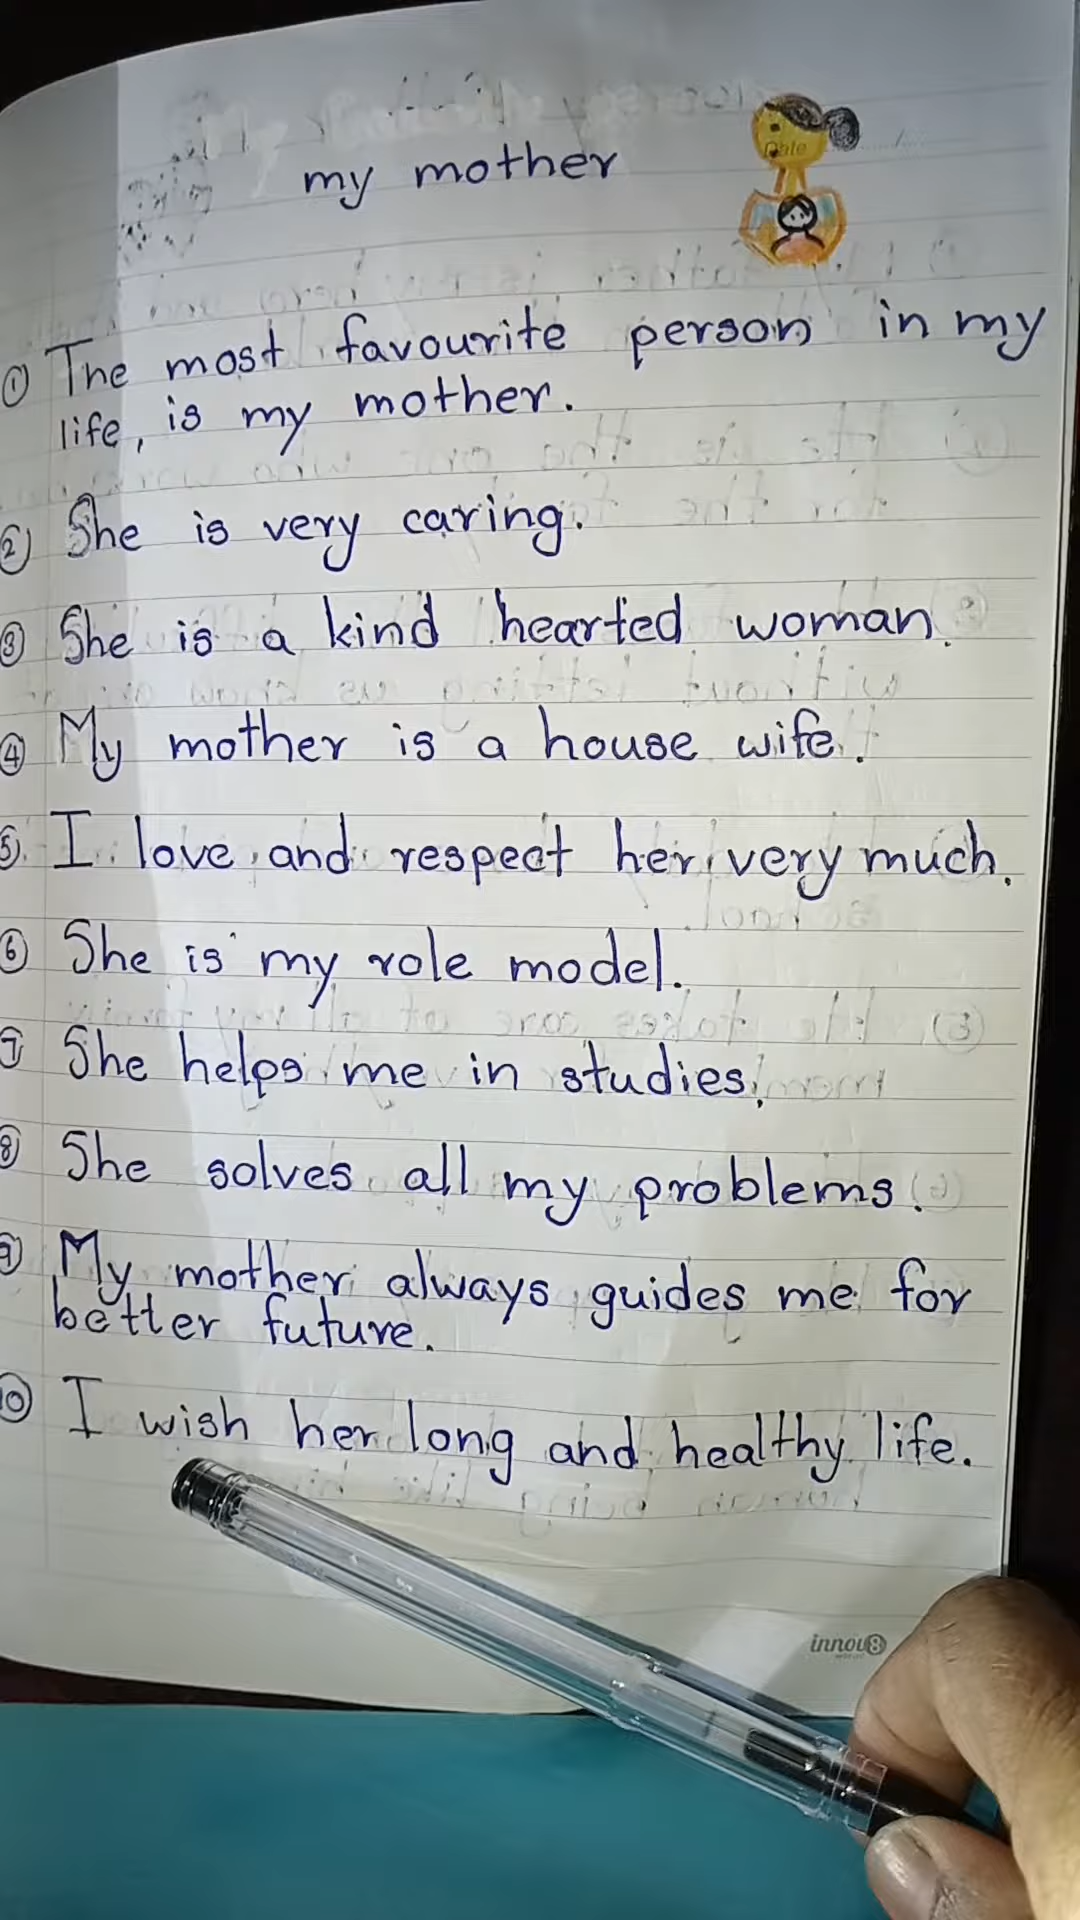 my mother
Date
① The most favourite person in my
life, is my mother.
② She is very caring.
③ She is a kind hearted woman.
④ My mother is a house wife.
⑤ I love and respect her very much.
⑥ She is my role model.
⑦ She helps me in studies.
⑧ She solves all my problems.
⑨ My mother always guides me for
better future.
⑩ I wish her long and healthy life.
innov8